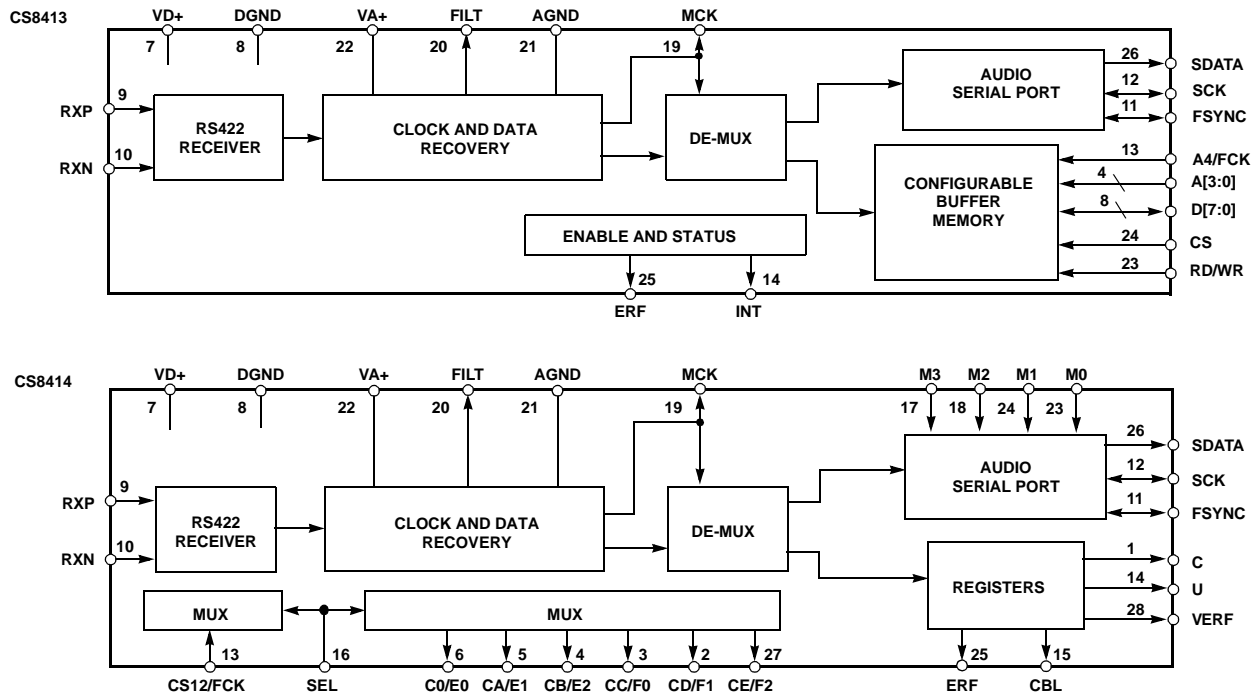 CS8413
VD+ DGND VA+ FILT AGND MCK
7 8 22 20 21 19
RXP 9
RXN 10
RS422
RECEIVER
CLOCK AND DATA
RECOVERY
DE-MUX
AUDIO
SERIAL PORT
26 SDATA
12 SCK
11 FSYNC
CONFIGURABLE
BUFFER
MEMORY
13 A4/FCK
4 A[3:0]
8 D[7:0]
24 CS
23 RD/WR
ENABLE AND STATUS
25 14
ERF INT
CS8414
VD+ DGND VA+ FILT AGND MCK M3 M2 M1 M0
7 8 22 20 21 19 17 18 24 23
RXP 9
RXN 10
RS422
RECEIVER
CLOCK AND DATA
RECOVERY
DE-MUX
AUDIO
SERIAL PORT
26 SDATA
12 SCK
11 FSYNC
REGISTERS
1 C
14 U
28 VERF
MUX MUX
13 16 6 5 4 3 2 27 25 15
CS12/FCK SEL C0/E0 CA/E1 CB/E2 CC/F0 CD/F1 CE/F2 ERF CBL